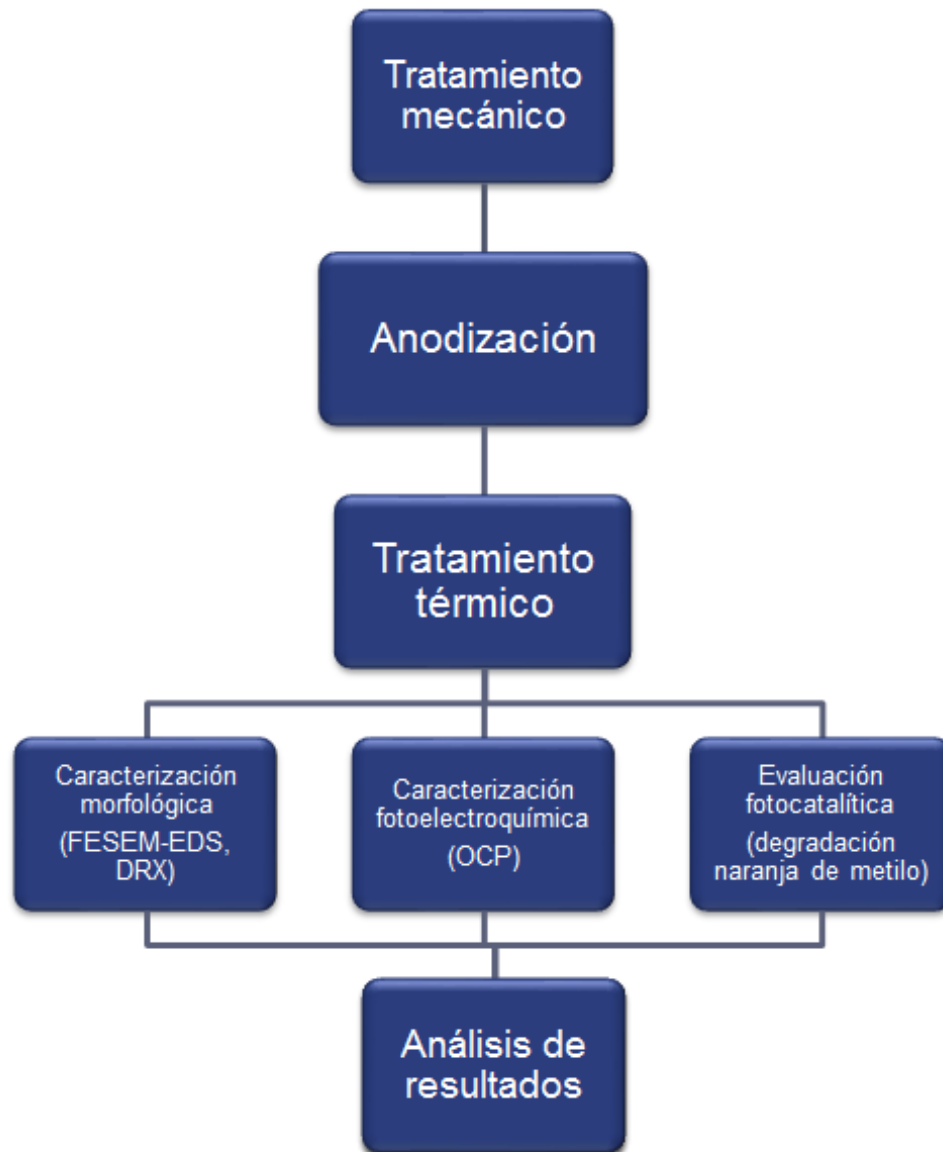 Tratamiento
mecánico
Anodización
Tratamiento
térmico
Caracterización
morfológica
(FESEM-EDS,
DRX)
Caracterización
fotoelectroquímica
(OCP)
Evaluación
fotocatalítica
(degradación
naranja de metilo)
Análisis de
resultados